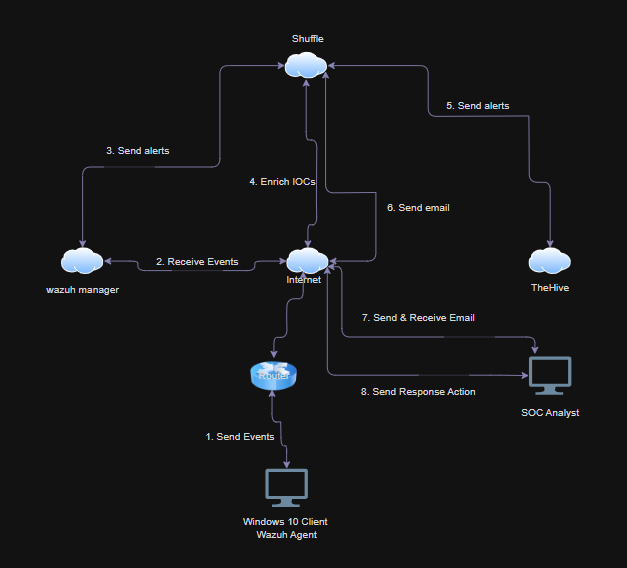 Shuffle
5. Send alerts
3. Send alerts
4. Enrich IOCs
6. Send email
2. Receive Events
Internet
wazuh manager
TheHive
7. Send & Receive Email
Router
8. Send Response Action
SOC Analyst
1. Send Events
Windows 10 Client
Wazuh Agent